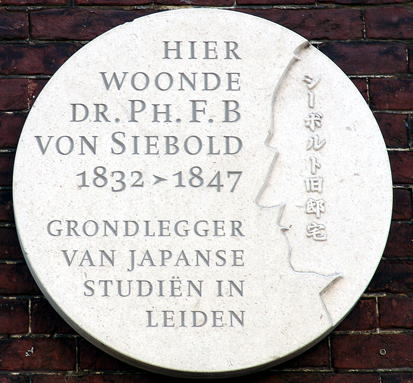 HIER
WOONDE
DR. PH. F. B
VON SIEBOLD
1832 ➤ 1847
GRONDLEGGER
VAN JAPANSE
STUDIËN IN
LEIDEN
シーボルト旧邸宅